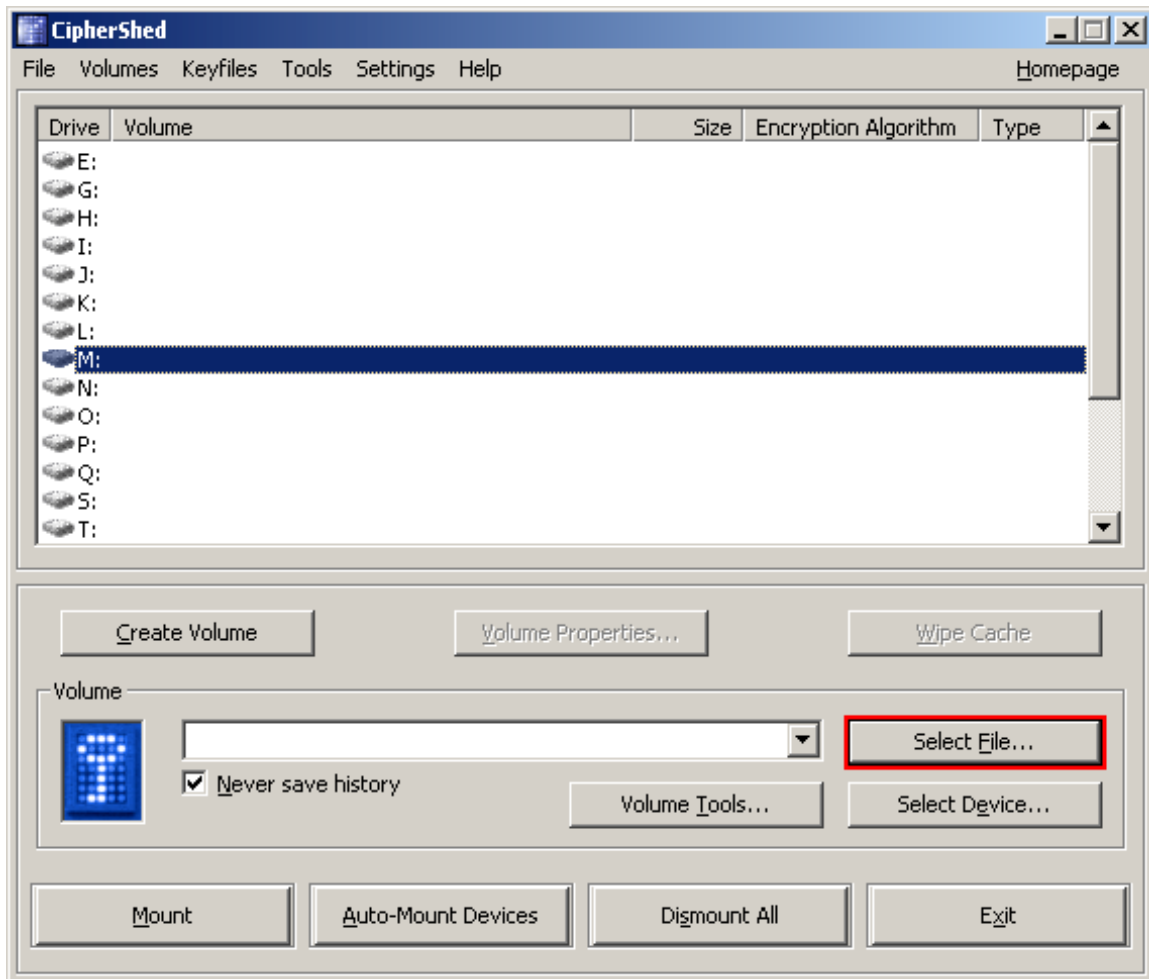 CipherShed
File Volumes Keyfiles Tools Settings Help Homepage
Drive Volume Size Encryption Algorithm Type
E:
G:
H:
I:
J:
K:
L:
M:
N:
O:
P:
Q:
S:
T:
Create Volume Volume Properties... Wipe Cache
Volume
Select File...
Never save history
Volume Tools... Select Device...
Mount Auto-Mount Devices Dismount All Exit